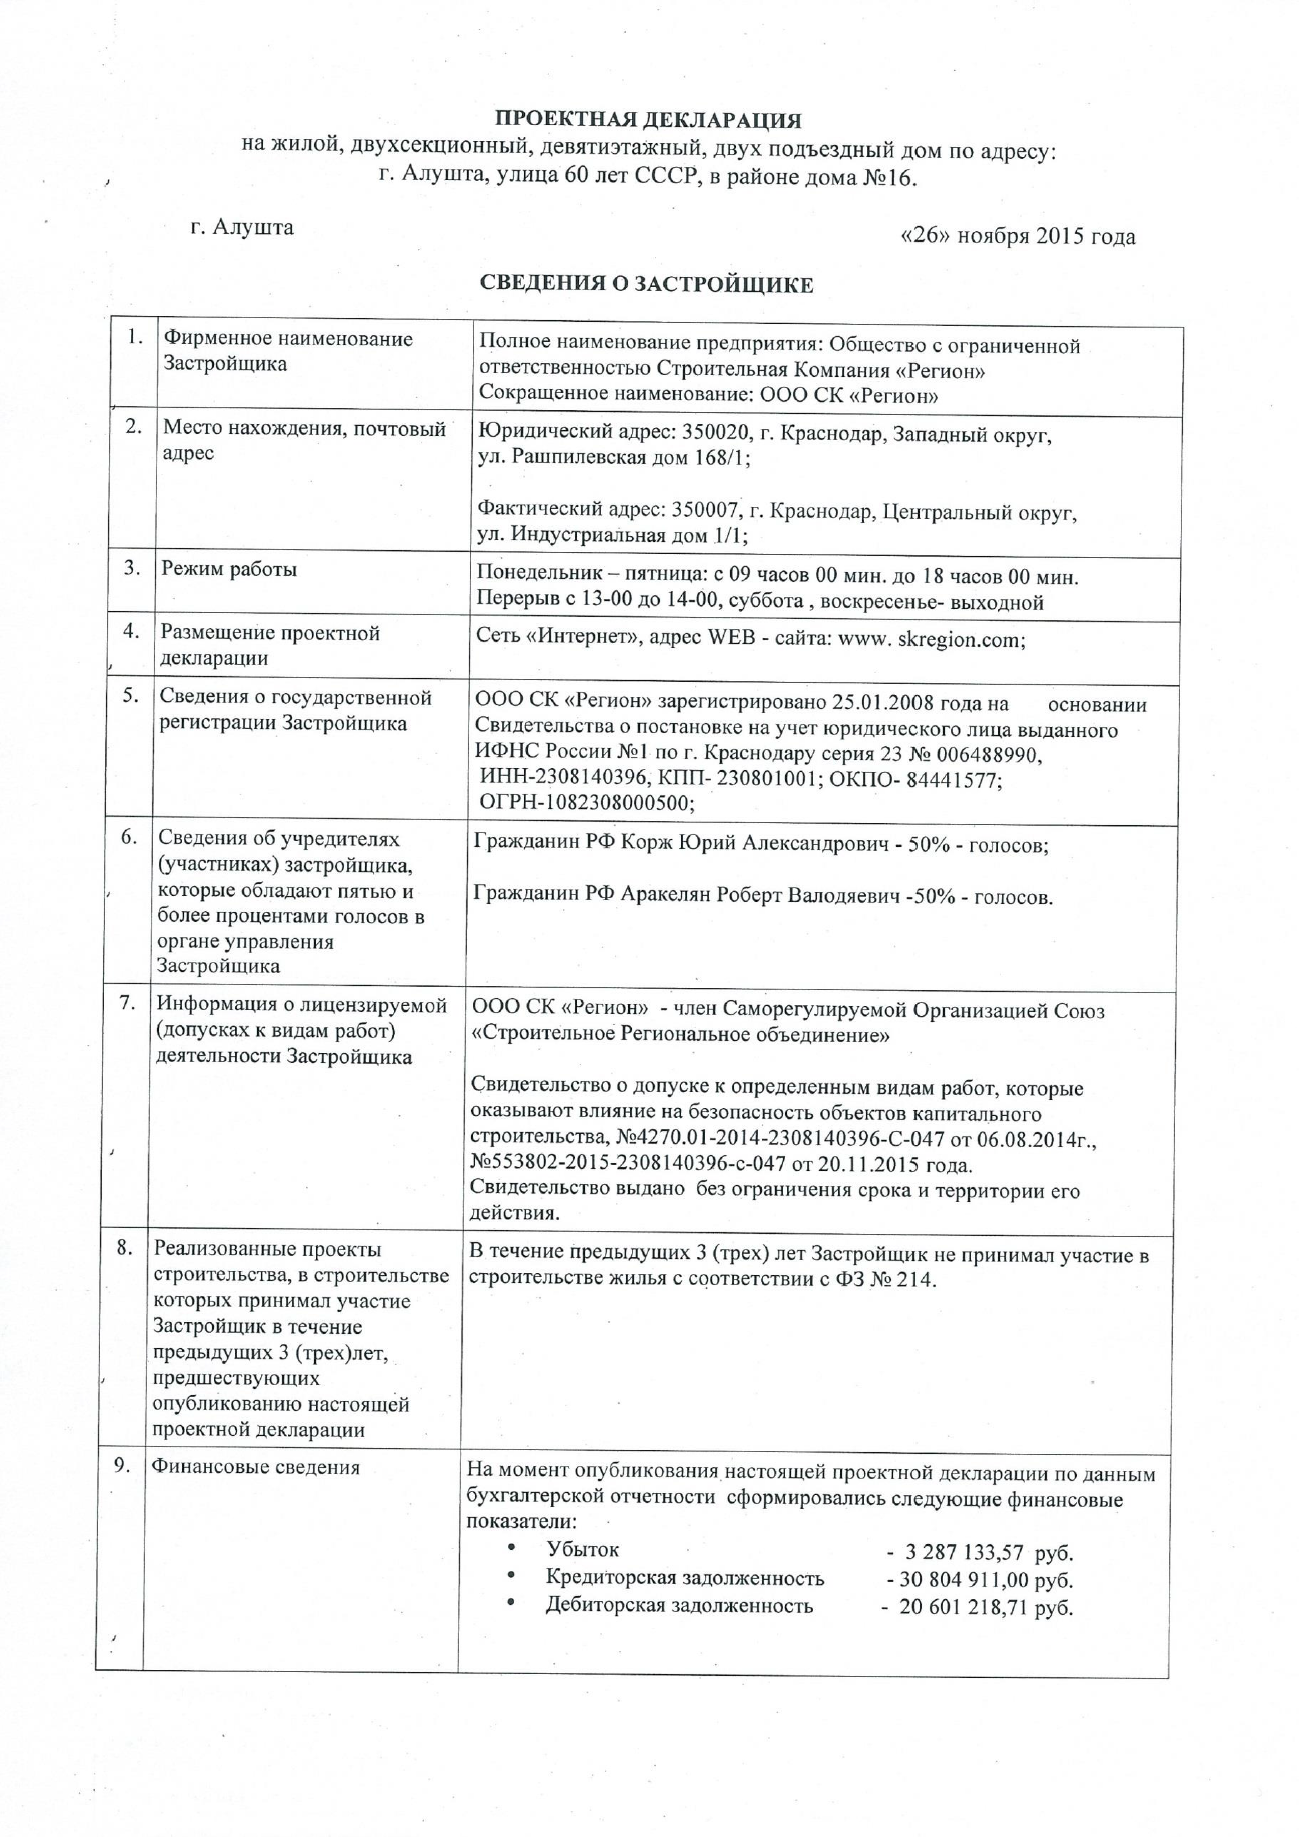 ПРОЕКТНАЯ ДЕКЛАРАЦИЯ
на жилой, двухсекционный, девятиэтажный, двух подъездный дом по адресу:
г. Алушта, улица 60 лет СССР, в районе дома №16.
г. Алушта
«26» ноября 2015 года
СВЕДЕНИЯ О ЗАСТРОЙЩИКЕ
1.
Фирменное наименование
Застройщика
Полное наименование предприятия: Общество с ограниченной
ответственностью Строительная Компания «Регион»
Сокращенное наименование: ООО СК «Регион»
2.
Место нахождения, почтовый
адрес
Юридический адрес: 350020, г. Краснодар, Западный округ,
ул. Рашпилевская дом 168/1;
Фактический адрес: 350007, г. Краснодар, Центральный округ,
ул. Индустриальная дом 1/1;
3.
Режим работы
Понедельник – пятница: с 09 часов 00 мин. до 18 часов 00 мин.
Перерыв с 13-00 до 14-00, суббота , воскресенье- выходной
4.
Размещение проектной
декларации
Сеть «Интернет», адрес WEB - сайта: www. skregion.com;
5.
Сведения о государственной
регистрации Застройщика
ООО СК «Регион» зарегистрировано 25.01.2008 года на основании
Свидетельства о постановке на учет юридического лица выданного
ИФНС России №1 по г. Краснодару серия 23 № 006488990,
ИНН-2308140396, КПП- 230801001; ОКПО- 84441577;
ОГРН-1082308000500;
6.
Сведения об учредителях
(участниках) застройщика,
которые обладают пятью и
более процентами голосов в
органе управления
Застройщика
Гражданин РФ Корж Юрий Александрович - 50% - голосов;
Гражданин РФ Аракелян Роберт Валодяевич -50% - голосов.
7.
Информация о лицензируемой
(допусках к видам работ)
деятельности Застройщика
ООО СК «Регион» - член Саморегулируемой Организацией Союз
«Строительное Региональное объединение»
Свидетельство о допуске к определенным видам работ, которые
оказывают влияние на безопасность объектов капитального
строительства, №4270.01-2014-2308140396-С-047 от 06.08.2014г.,
№553802-2015-2308140396-с-047 от 20.11.2015 года.
Свидетельство выдано без ограничения срока и территории его
действия.
8.
Реализованные проекты
строительства, в строительстве
которых принимал участие
Застройщик в течение
предыдущих 3 (трех)лет,
предшествующих
опубликованию настоящей
проектной декларации
В течение предыдущих 3 (трех) лет Застройщик не принимал участие в
строительстве жилья с соответствии с ФЗ № 214.
9.
Финансовые сведения
На момент опубликования настоящей проектной декларации по данным
бухгалтерской отчетности сформировались следующие финансовые
показатели:
• Убыток - 3 287 133,57 руб.
• Кредиторская задолженность - 30 804 911,00 руб.
• Дебиторская задолженность - 20 601 218,71 руб.